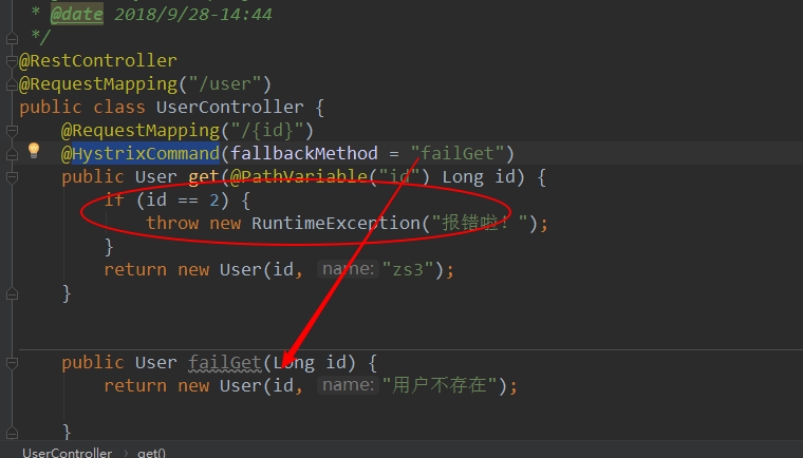 * @date 2018/9/28-14:44
*/
@RestController
@RequestMapping("/user")
public class UserController {
@RequestMapping("/{id}")
@HystrixCommand(fallbackMethod = "failGet")
public User get(@PathVariable("id") Long id) {
if (id == 2) {
throw new RuntimeException("报错啦！");
}
return new User(id, name: "zs3");
}
public User failGet(Long id) {
return new User(id, name: "用户不存在");
}
UserController › get()